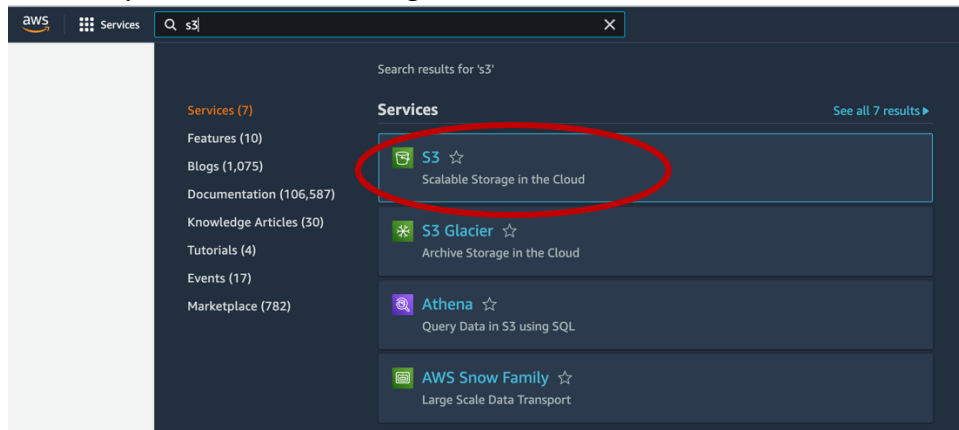 aws Services s3
Search results for 's3'
Services (7)
Features (10)
Blogs (1,075)
Documentation (106,587)
Knowledge Articles (30)
Tutorials (4)
Events (17)
Marketplace (782)
Services See all 7 results
S3
Scalable Storage in the Cloud
S3 Glacier
Archive Storage in the Cloud
Athena
Query Data in S3 using SQL
AWS Snow Family
Large Scale Data Transport